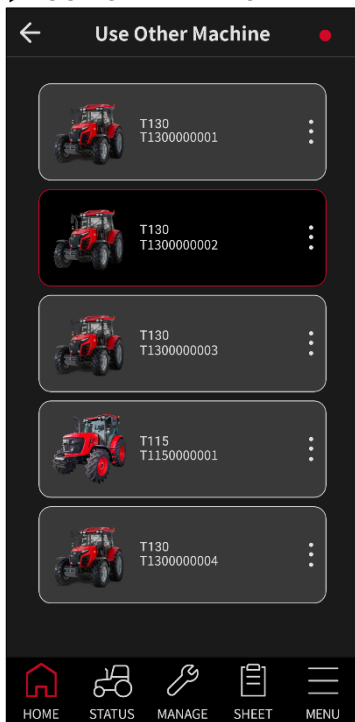 Use Other Machine
T130
T1300000001
T130
T1300000002
T130
T1300000003
T115
T1150000001
T130
T1300000004
HOME STATUS MANAGE SHEET MENU